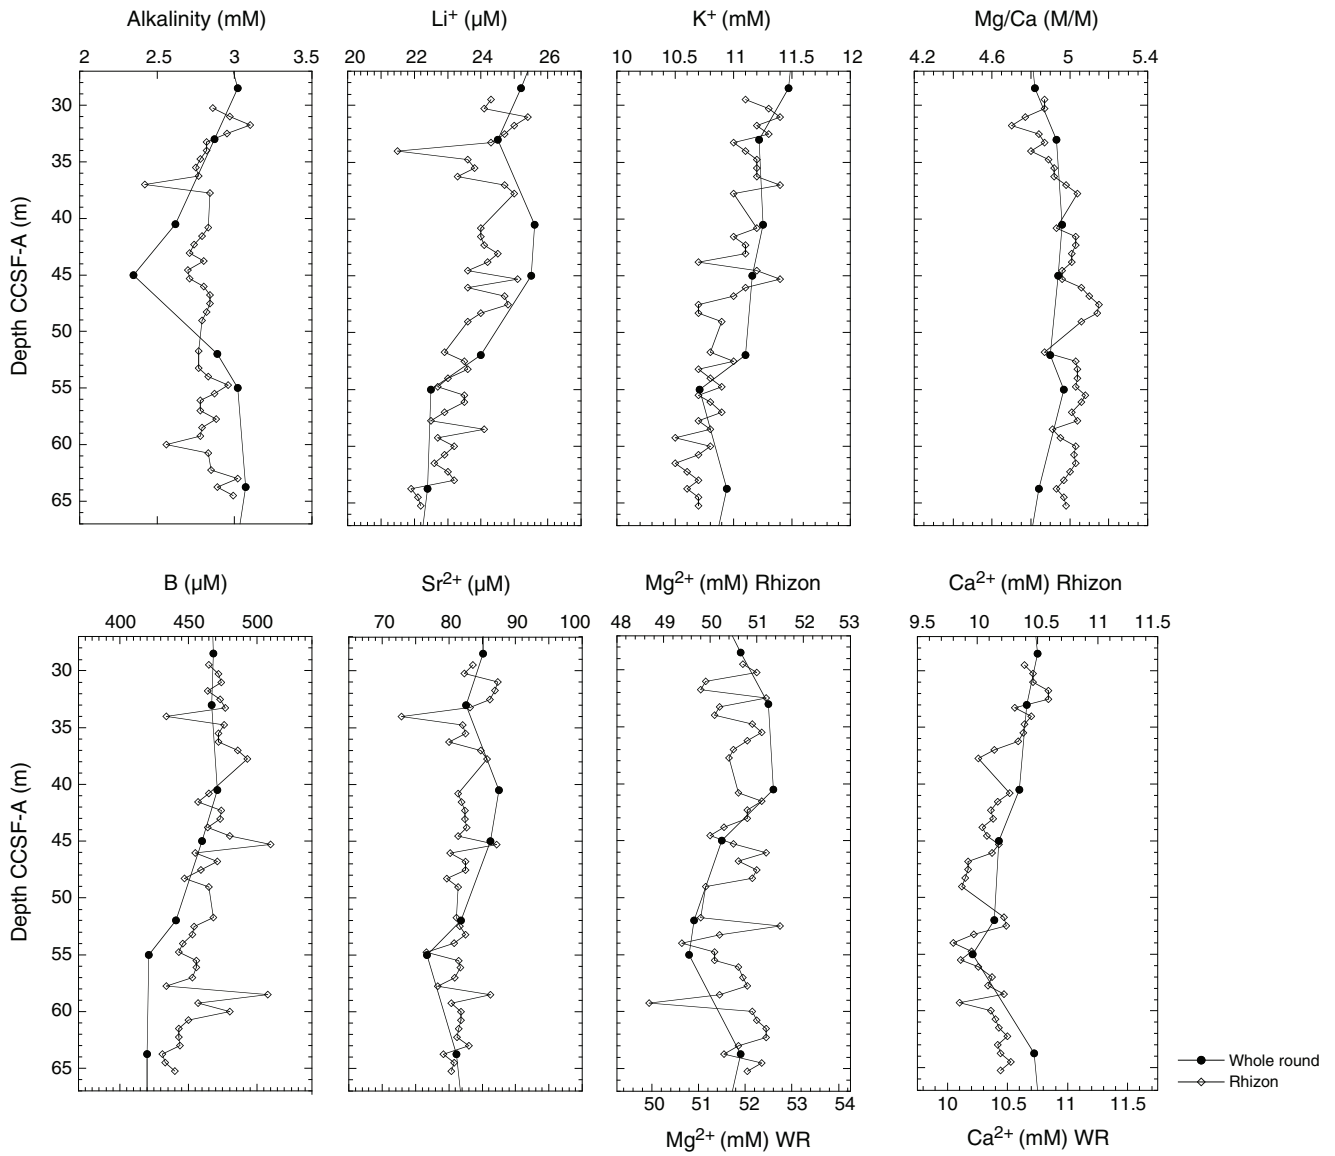 Alkalinity (mM) Li⁺ (µM) K⁺ (mM) Mg/Ca (M/M)
2 2.5 3 3.5 20 22 24 26 10 10.5 11 11.5 12 4.2 4.6 5 5.4
30
35
40
45
50
55
60
65
Depth CCSF-A (m)
B (µM) Sr²⁺ (µM) Mg²⁺ (mM) Rhizon Ca²⁺ (mM) Rhizon
400 450 500 70 80 90 100 48 49 50 51 52 53 9.5 10 10.5 11 11.5
30
35
40
45
50
55
60
65
Depth CCSF-A (m)
Whole round
Rhizon
50 51 52 53 54 10 10.5 11 11.5
Mg²⁺ (mM) WR Ca²⁺ (mM) WR